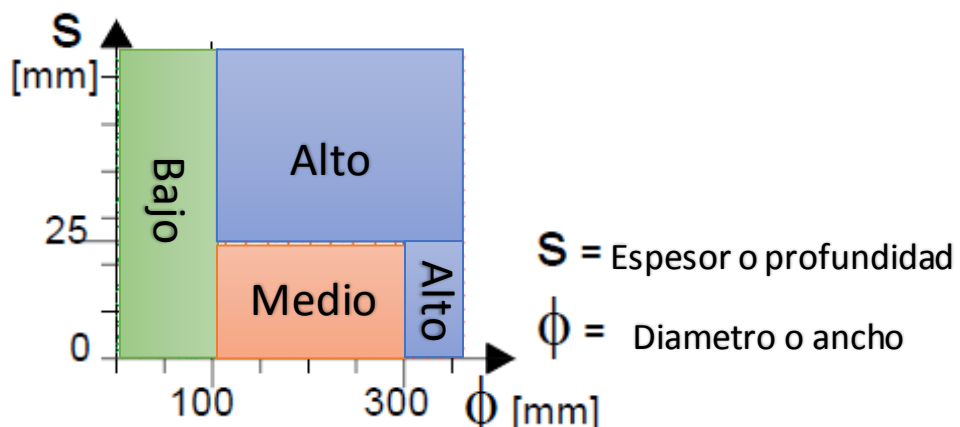 S
[mm]
Bajo
Alto
25
Medio
Alto
0
100
300
ϕ [mm]
S = Espesor o profundidad
ϕ = Diametro o ancho